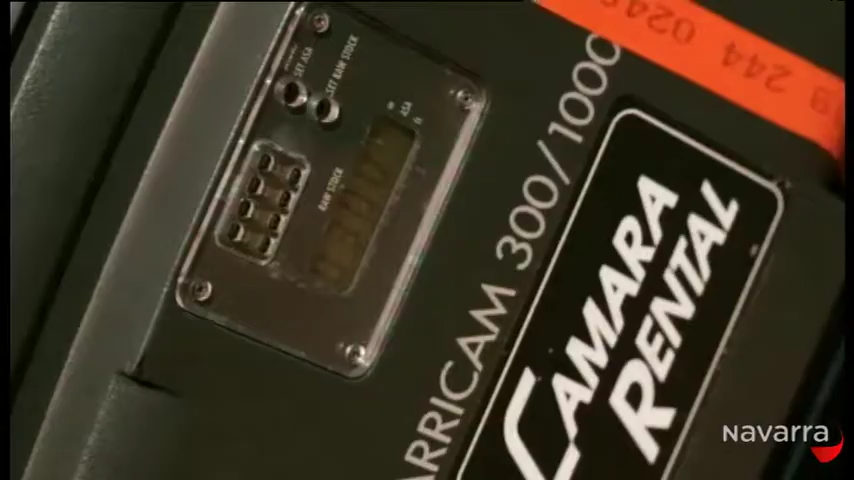 SET ASA
SET RAW STOCK
ASA
RAW STOCK
ARRICAM 300/1000
CAMARA
RENTAL
244 024
navarra